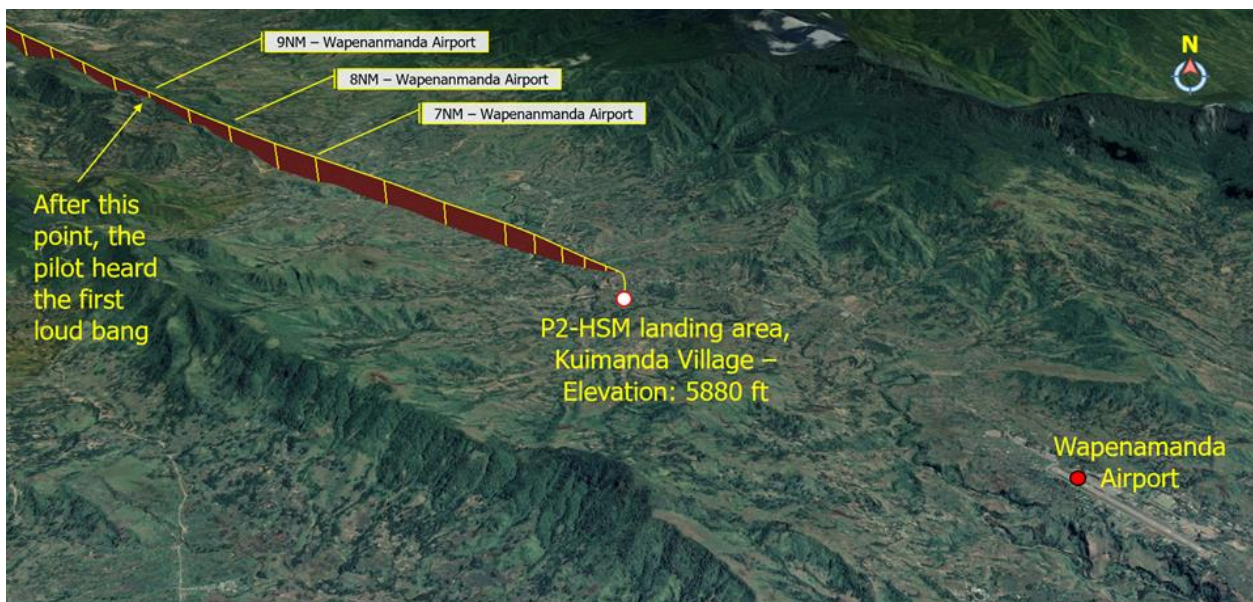 9NM – Wapenanmanda Airport
8NM – Wapenanmanda Airport
7NM – Wapenanmanda Airport
N
After this
point, the
pilot heard
the first
loud bang
P2-HSM landing area,
Kuimanda Village –
Elevation: 5880 ft
Wapenamanda
Airport